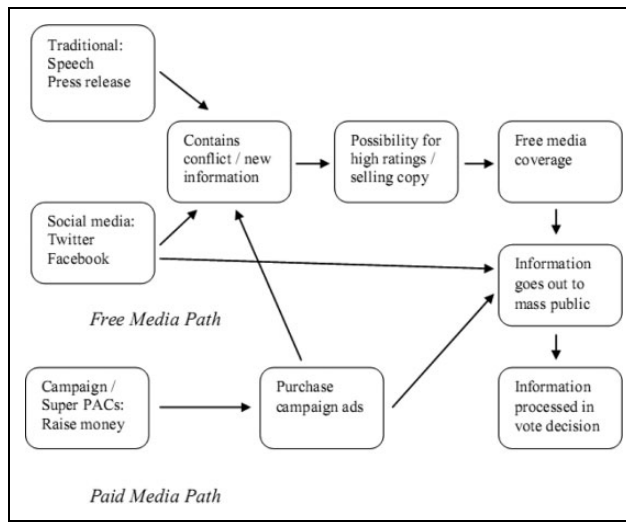 Traditional:
Speech
Press release
Contains
conflict / new
information
Possibility for
high ratings /
selling copy
Free media
coverage
Social media:
Twitter
Facebook
Information
goes out to
mass public
Free Media Path
Campaign /
Super PACs:
Raise money
Purchase
campaign ads
Information
processed in
vote decision
Paid Media Path